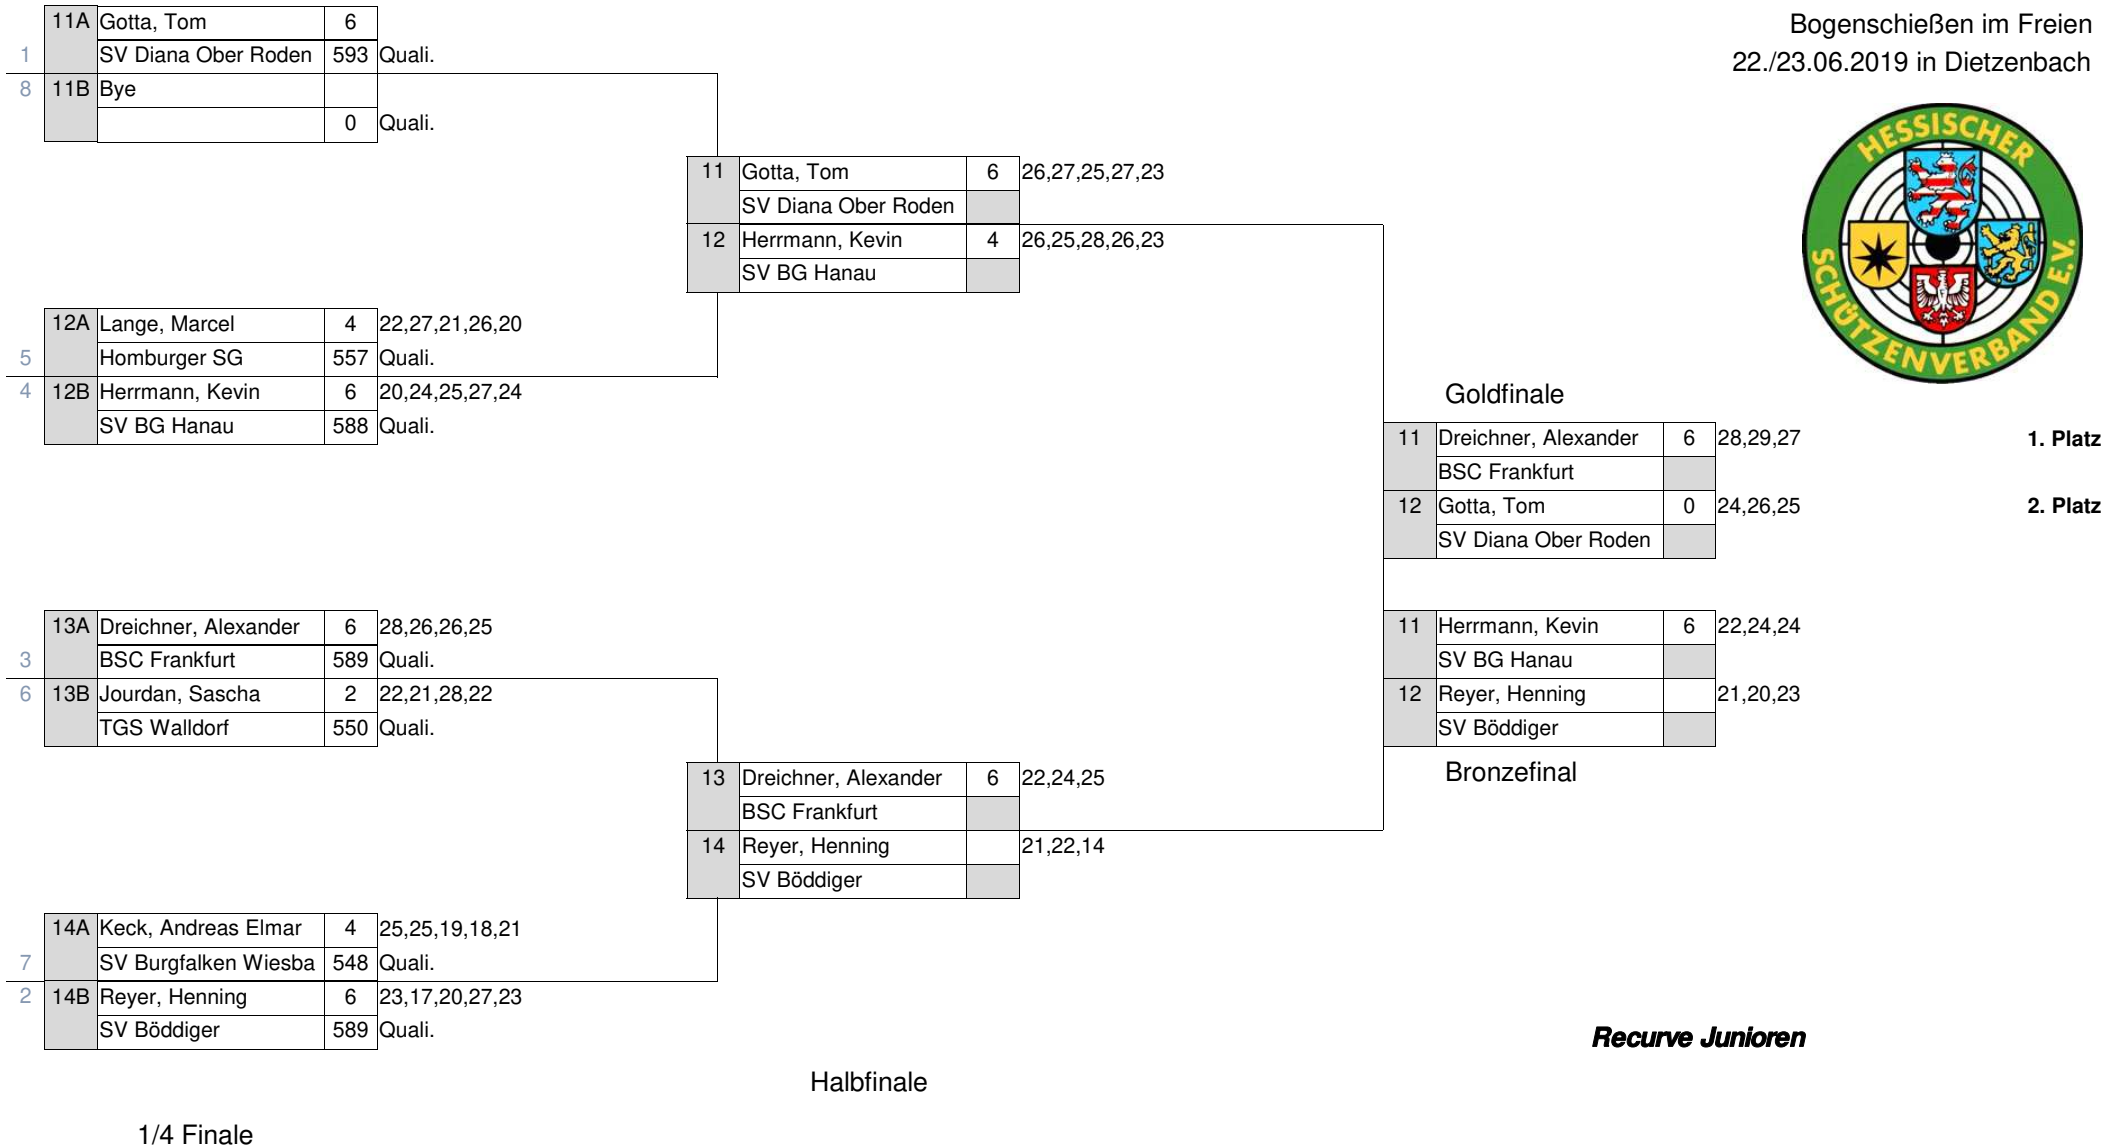 11A Gotta, Tom 6
1 SV Diana Ober Roden 593 Quali.
8 11B Bye
0 Quali.
12A Lange, Marcel 4 22,27,21,26,20
5 Homburger SG 557 Quali.
4 12B Herrmann, Kevin 6 20,24,25,27,24
SV BG Hanau 588 Quali.
13A Dreichner, Alexander 6 28,26,26,25
3 BSC Frankfurt 589 Quali.
6 13B Jourdan, Sascha 2 22,21,28,22
TGS Walldorf 550 Quali.
14A Keck, Andreas Elmar 4 25,25,19,18,21
7 SV Burgfalken Wiesba 548 Quali.
2 14B Reyer, Henning 6 23,17,20,27,23
SV Böddiger 589 Quali.
1/4 Finale
11 Gotta, Tom 6 26,27,25,27,23
SV Diana Ober Roden
12 Herrmann, Kevin 4 26,25,28,26,23
SV BG Hanau
13 Dreichner, Alexander 6 22,24,25
BSC Frankfurt
14 Reyer, Henning 21,22,14
SV Böddiger
Halbfinale
Bogenschießen im Freien
22./23.06.2019 in Dietzenbach
HESSISCHER
SCHÜTZENVERBAND E.V.
Goldfinale
11 Dreichner, Alexander 6 28,29,27 1. Platz
BSC Frankfurt
12 Gotta, Tom 0 24,26,25 2. Platz
SV Diana Ober Roden
11 Herrmann, Kevin 6 22,24,24
SV BG Hanau
12 Reyer, Henning 21,20,23
SV Böddiger
Bronzefinal
Recurve Junioren